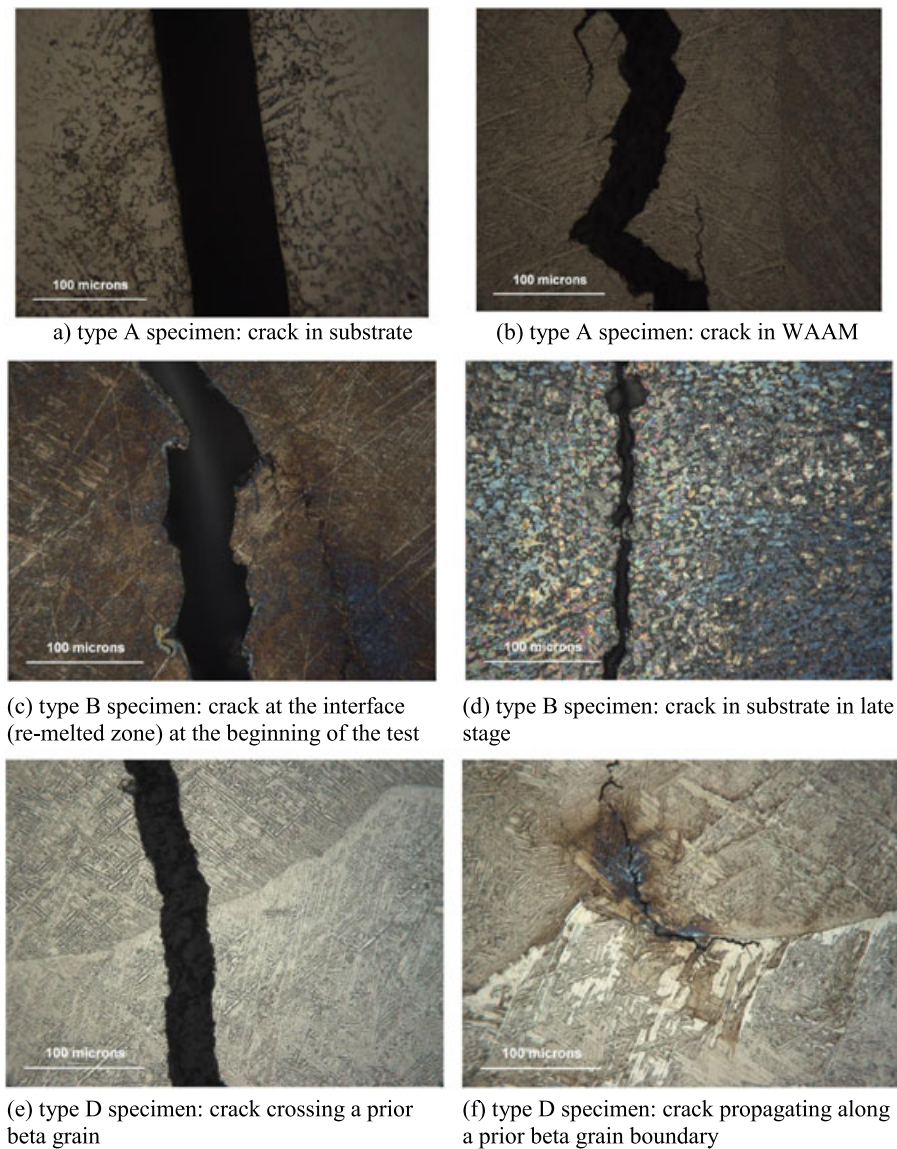 100 microns
100 microns
a) type A specimen: crack in substrate
(b) type A specimen: crack in WAAM
100 microns
100 microns
(c) type B specimen: crack at the interface
(re-melted zone) at the beginning of the test
(d) type B specimen: crack in substrate in late
stage
100 microns
100 microns
(e) type D specimen: crack crossing a prior
beta grain
(f) type D specimen: crack propagating along
a prior beta grain boundary